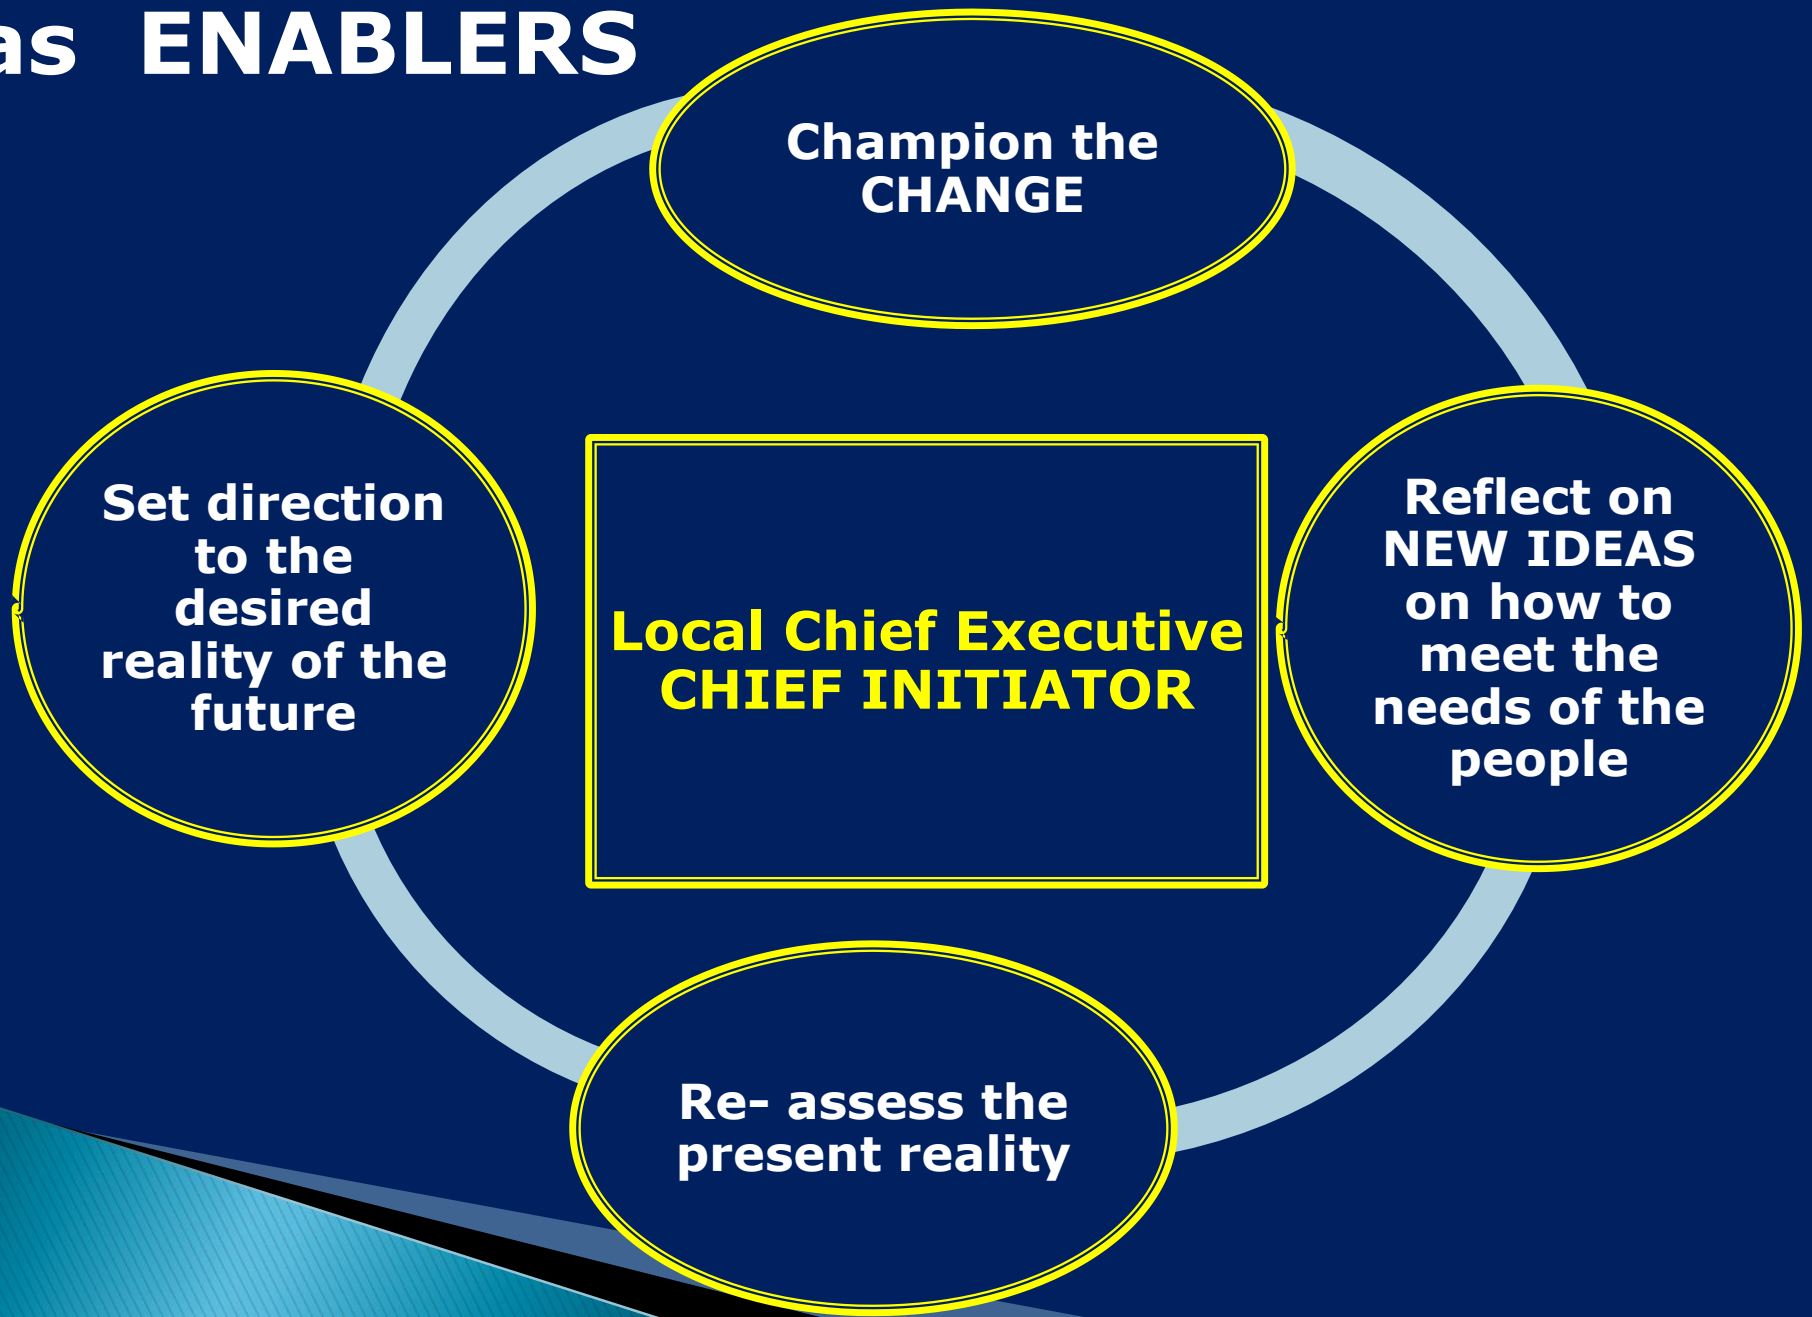 as ENABLERS
Champion the
CHANGE
Set direction
to the
desired
reality of the
future
Local Chief Executive
CHIEF INITIATOR
Reflect on
NEW IDEAS
on how to
meet the
needs of the
people
Re- assess the
present reality